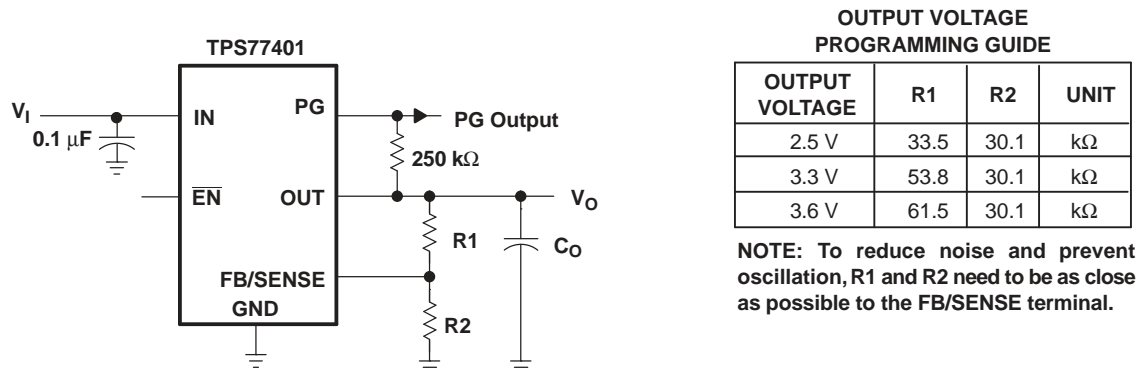 TPS77401
V_I
0.1 μF
IN
E̅N̅
PG
OUT
FB/SENSE
GND
PG Output
250 kΩ
V_O
R1
C_O
R2
OUTPUT VOLTAGE
PROGRAMMING GUIDE
OUTPUT VOLTAGE R1 R2 UNIT
2.5 V 33.5 30.1 kΩ
3.3 V 53.8 30.1 kΩ
3.6 V 61.5 30.1 kΩ
NOTE: To reduce noise and prevent
oscillation, R1 and R2 need to be as close
as possible to the FB/SENSE terminal.